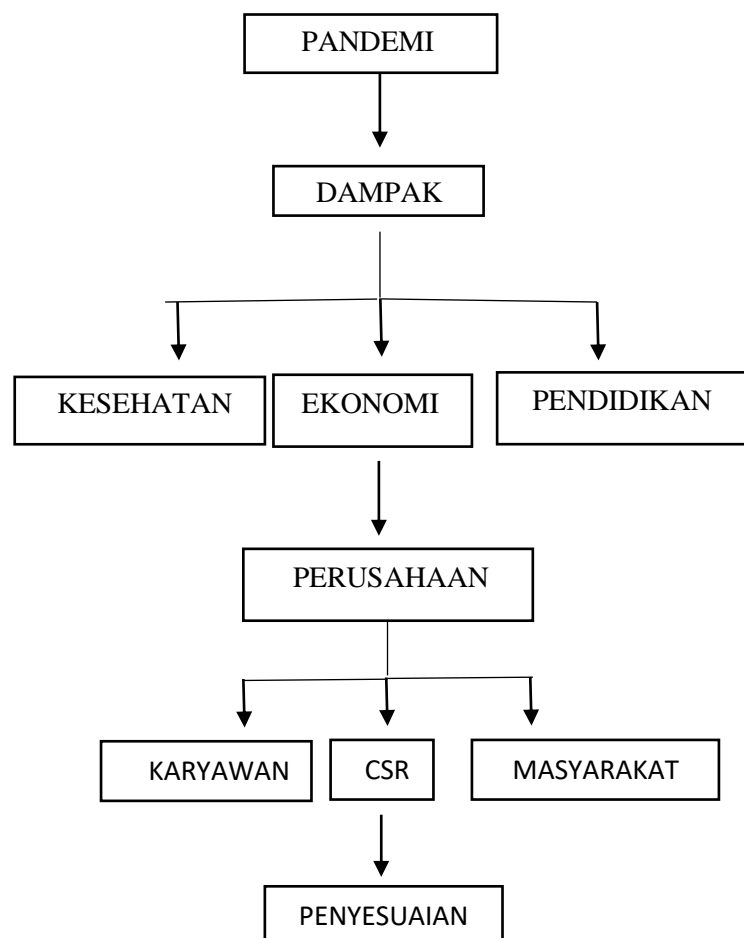 PANDEMI
DAMPAK
KESEHATAN
EKONOMI
PENDIDIKAN
PERUSAHAAN
KARYAWAN
CSR
MASYARAKAT
PENYESUAIAN